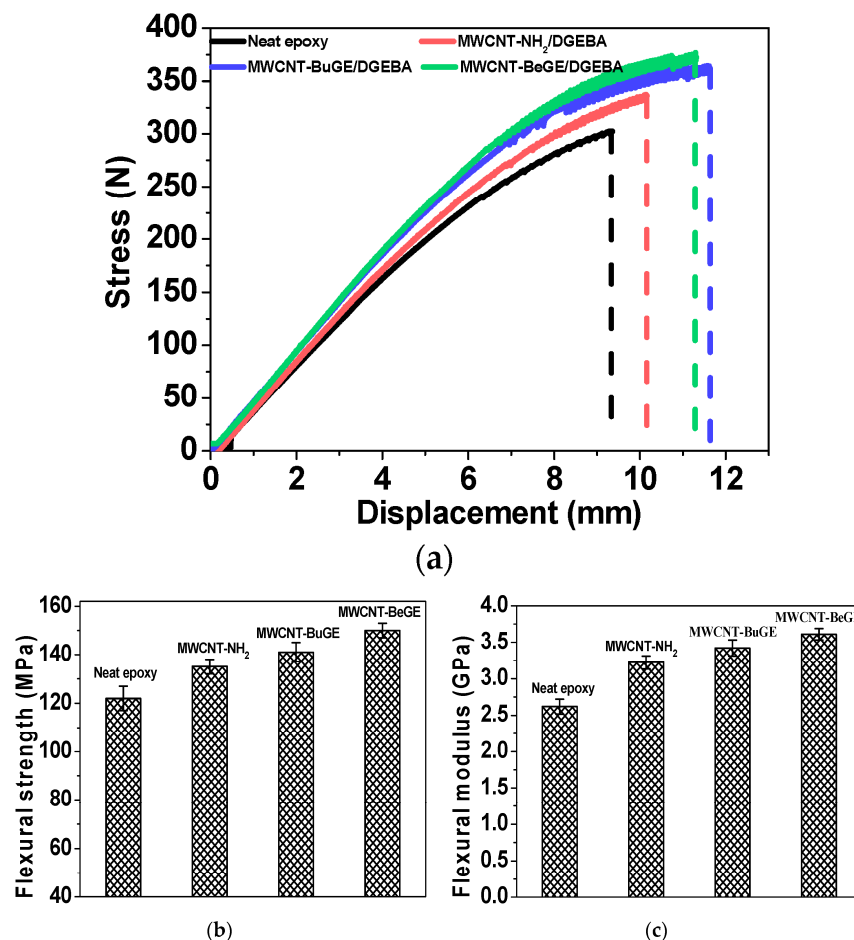 400
Neat epoxy
MWCNT-NH2/DGEBA
MWCNT-BuGE/DGEBA
MWCNT-BeGE/DGEBA
350
300
250
200
150
100
50
0
Stress (N)
0 2 4 6 8 10 12
Displacement (mm)
(a)
160
140
120
100
80
60
40
Flexural strength (MPa)
Neat epoxy
MWCNT-NH2
MWCNT-BuGE
MWCNT-BeGE
(b)
4.0
3.5
3.0
2.5
2.0
1.5
1.0
0.5
0.0
Flexural modulus (GPa)
Neat epoxy
MWCNT-NH2
MWCNT-BuGE
MWCNT-BeG
(c)